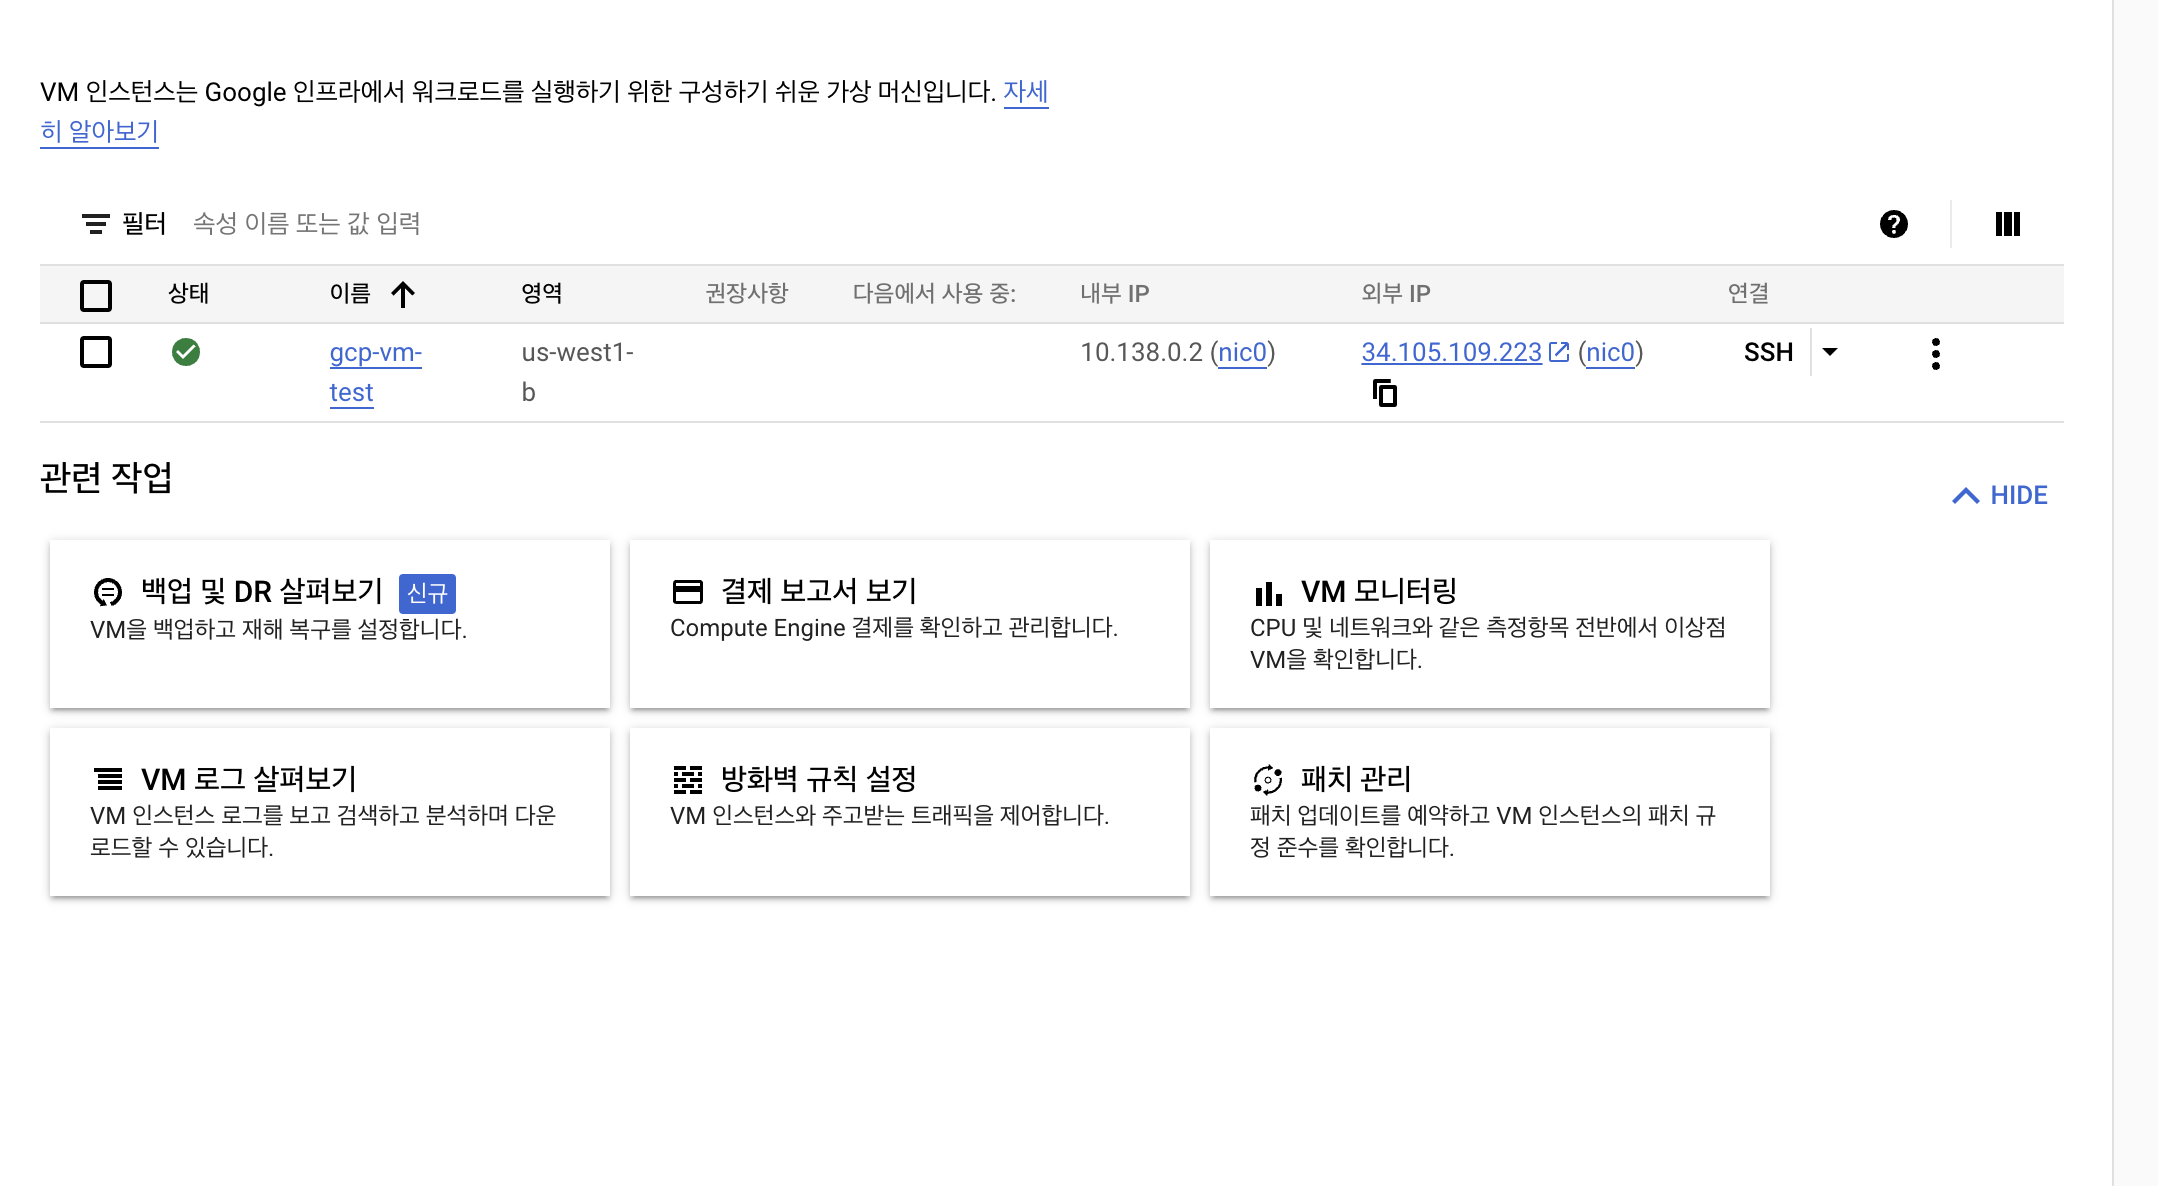 VM 인스턴스는 Google 인프라에서 워크로드를 실행하기 위한 구성하기 쉬운 가상 머신입니다. 자세
히 알아보기
필터 속성 이름 또는 값 입력
상태 이름 영역 권장사항 다음에서 사용 중: 내부 IP 외부 IP 연결
gcp-vm- us-west1- 10.138.0.2 (nic0) 34.105.109.223 (nic0) SSH
test b
관련 작업
HIDE
백업 및 DR 살펴보기 신규
VM을 백업하고 재해 복구를 설정합니다.
결제 보고서 보기
Compute Engine 결제를 확인하고 관리합니다.
VM 모니터링
CPU 및 네트워크와 같은 측정항목 전반에서 이상점
VM을 확인합니다.
VM 로그 살펴보기
VM 인스턴스 로그를 보고 검색하고 분석하며 다운
로드할 수 있습니다.
방화벽 규칙 설정
VM 인스턴스와 주고받는 트래픽을 제어합니다.
패치 관리
패치 업데이트를 예약하고 VM 인스턴스의 패치 규
정 준수를 확인합니다.